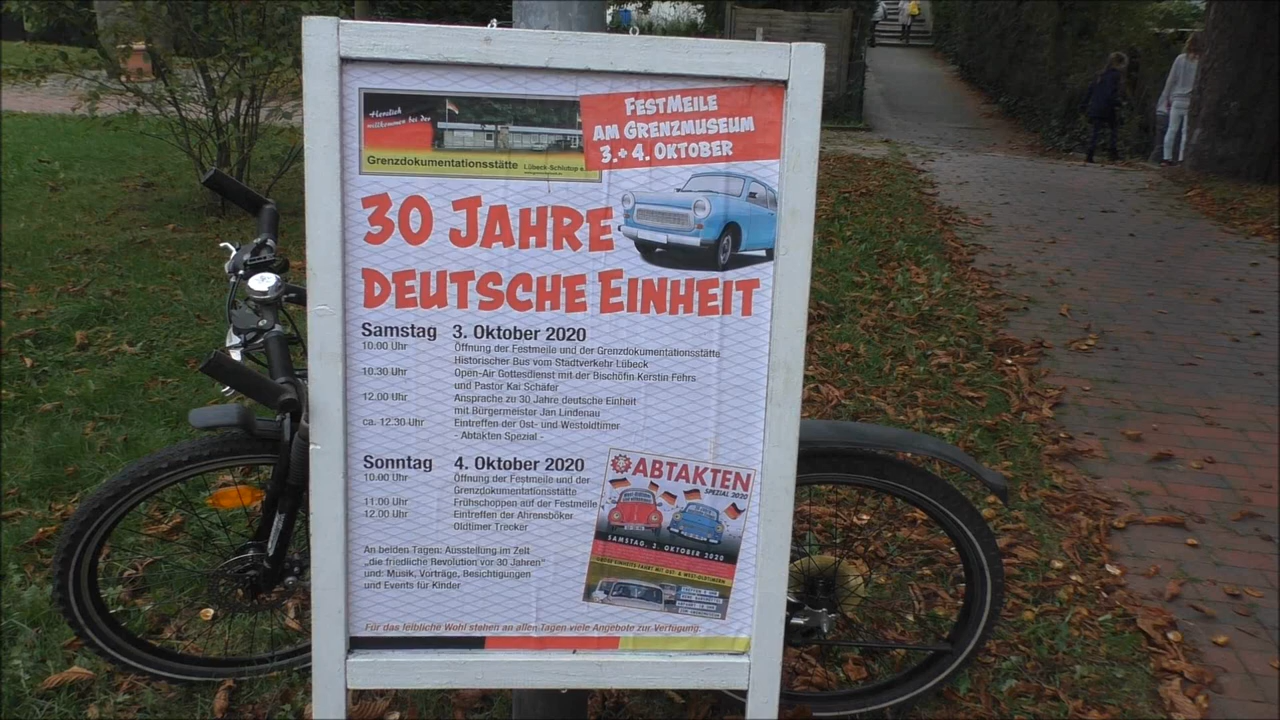 Herzlich
willkommen bei der
Grenzdokumentationsstätte Lübeck-Schlutup e.V.
FESTMEILE
AM GRENZMUSEUM
3.+ 4. OKTOBER
30 JAHRE
DEUTSCHE EINHEIT
Samstag 3. Oktober 2020
10.00 Uhr Öffnung der Festmeile und der Grenzdokumentationsstätte
Historischer Bus vom Stadtverkehr Lübeck
10.30 Uhr Open-Air Gottesdienst mit der Bischöfin Kerstin Fehrs
und Pastor Kai Schäfer
12.00 Uhr Ansprache zu 30 Jahre deutsche Einheit
mit Bürgermeister Jan Lindenau
ca. 12.30 Uhr Eintreffen der Ost- und Westoldtimer
- Abtakten Spezial -
Sonntag 4. Oktober 2020
10.00 Uhr Öffnung der Festmeile und der
Grenzdokumentationsstätte
11.00 Uhr Frühschoppen auf der Festmeile
12.00 Uhr Eintreffen der Ahrensböker
Oldtimer Trecker
An beiden Tagen: Ausstellung im Zelt
„die friedliche Revolution vor 30 Jahren"
und: Musik, Vorträge, Besichtigungen
und Events für Kinder
ABTAKTEN
SPEZIAL 2020
SAMSTAG, 3. OKTOBER 2020
GROSSE EINHEITS-FAHRT MIT OST- & WEST-OLDTIMERN
Für das leibliche Wohl stehen an allen Tagen viele Angebote zur Verfügung.